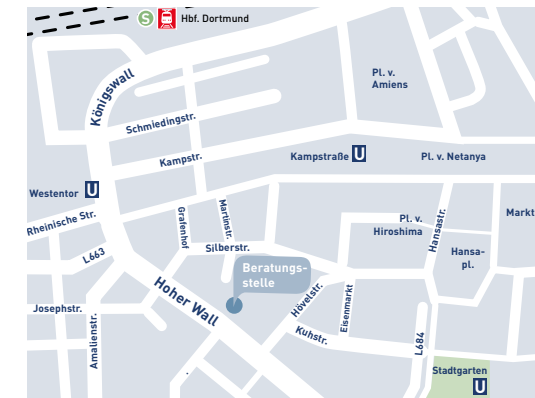 S Hbf. Dortmund
Königswall
Pl. v.
Amiens
Schmiedingstr.
Kampstr.
Kampstraße U
Pl. v. Netanya
Westentor U
Rheinische Str.
Grafenhof
Martinstr.
Markt
Pl. v.
Hiroshima
Hansastr.
Silberstr.
L663
Hansa-
pl.
Beratungs-
stelle
Hoher Wall
Hövelstr.
Eisenmarkt
Josephstr.
Amalienstr.
Kuhstr.
L684
Stadtgarten
U